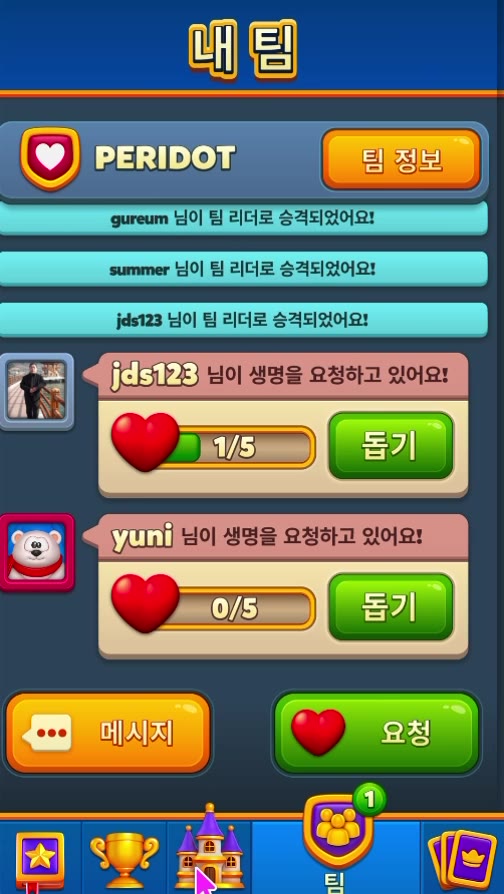 내 팀
PERIDOT
팀 정보
gureum 님이 팀 리더로 승격되었어요!
summer 님이 팀 리더로 승격되었어요!
jds123 님이 팀 리더로 승격되었어요!
jds123 님이 생명을 요청하고 있어요!
1/5
돕기
yuni 님이 생명을 요청하고 있어요!
0/5
돕기
메시지
요청
1
팀